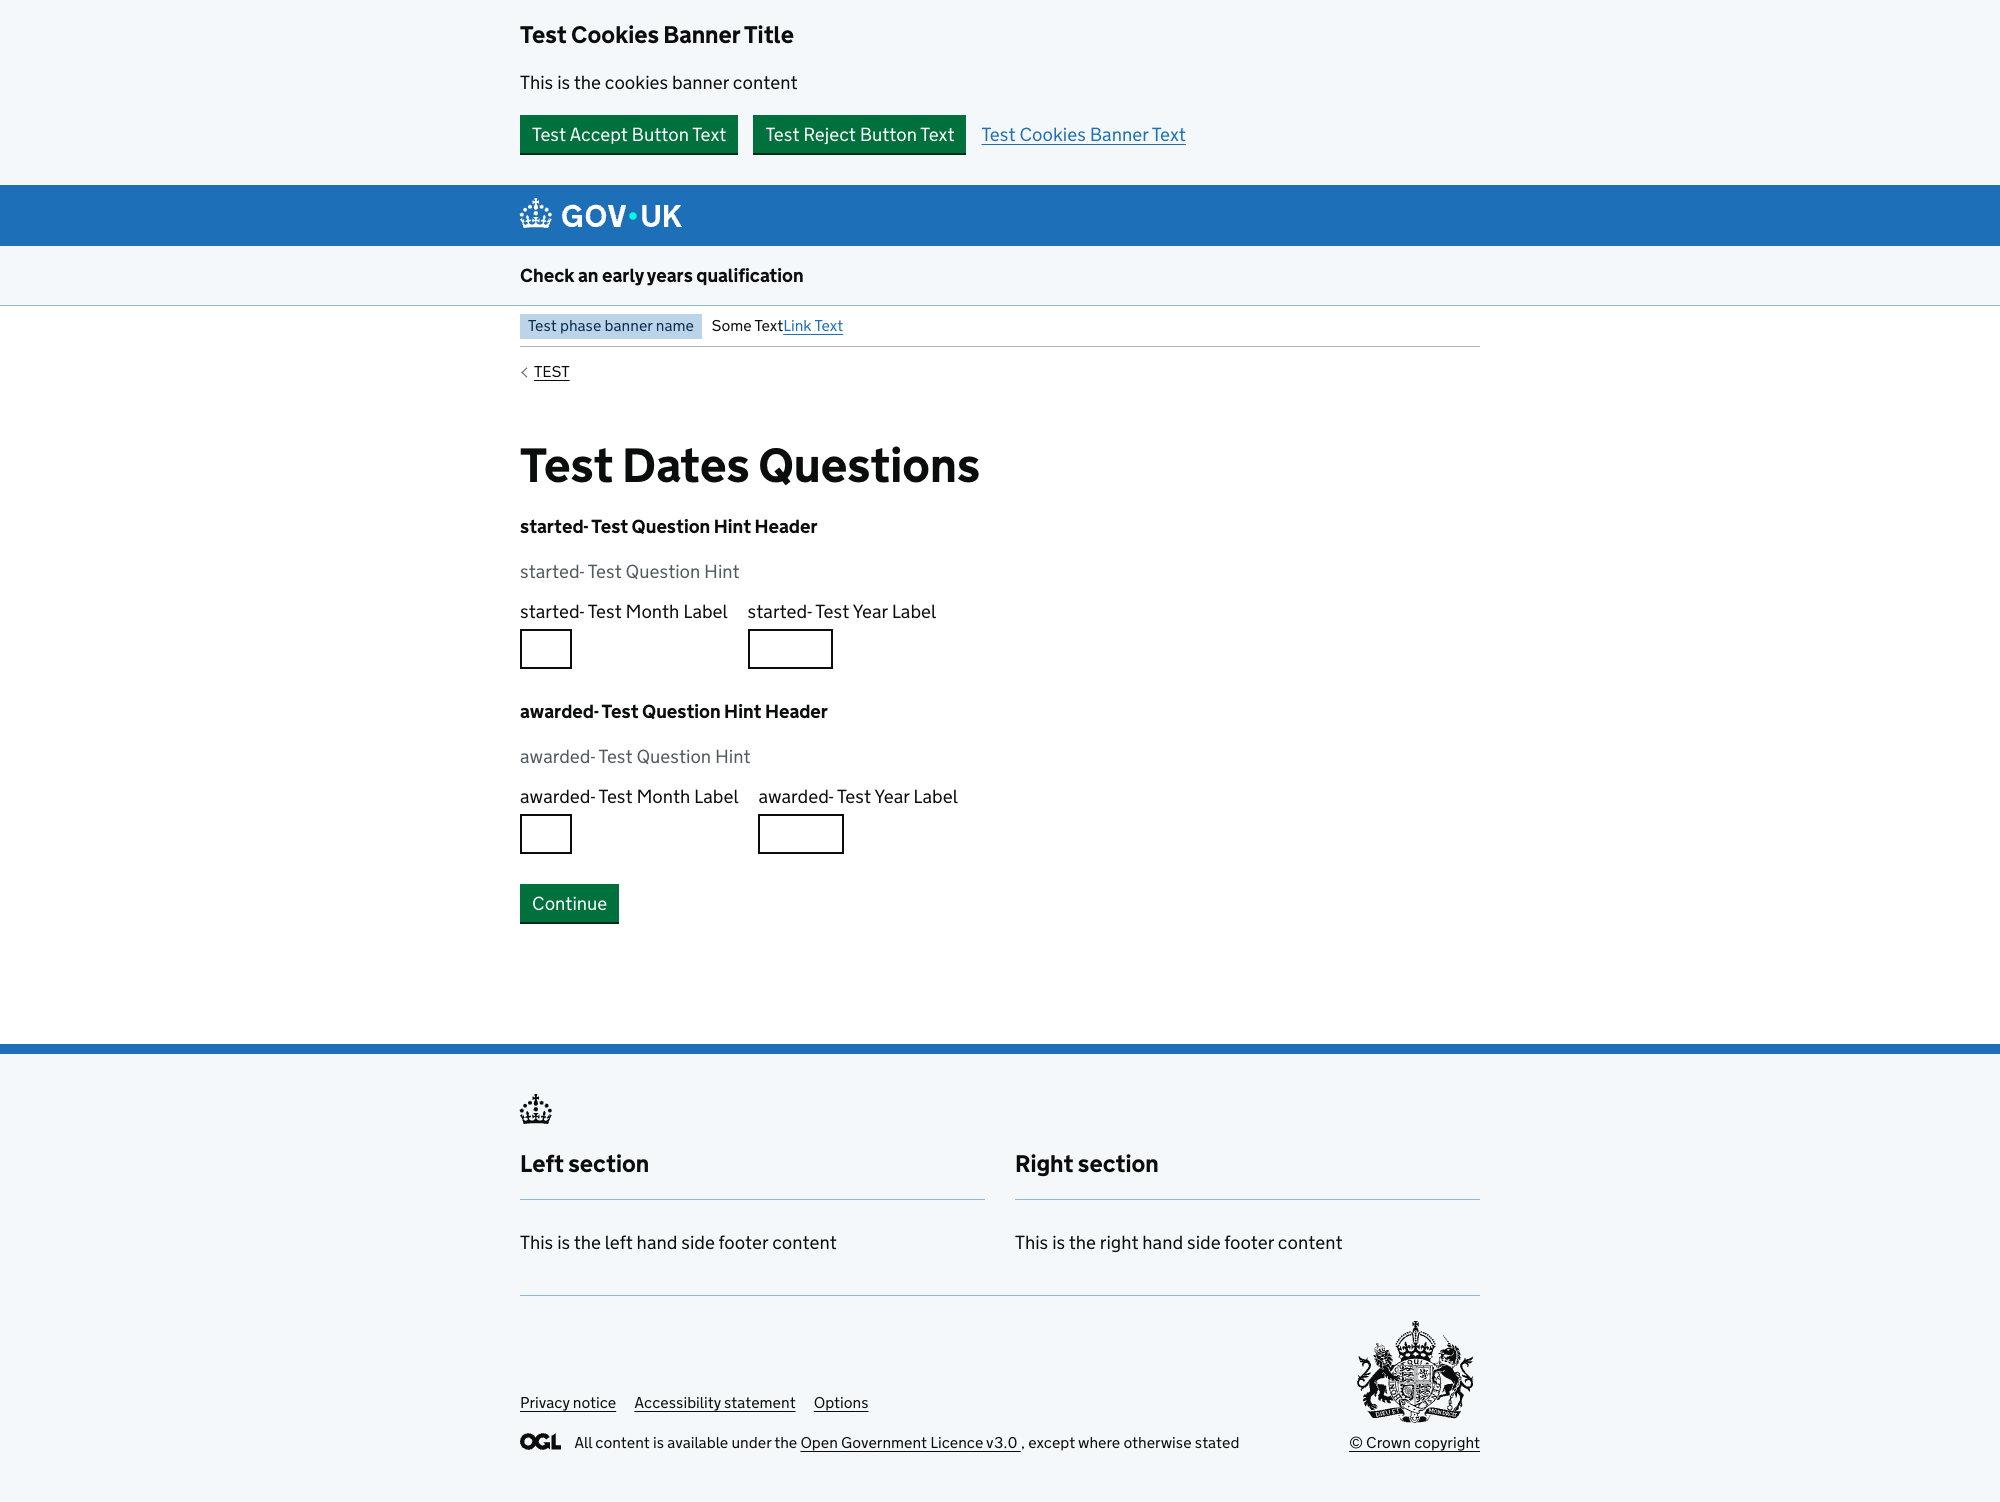 Test Cookies Banner Title
This is the cookies banner content
Test Accept Button Text Test Reject Button Text Test Cookies Banner Text
GOV·UK
Check an early years qualification
Test phase banner name Some TextLink Text
TEST
Test Dates Questions
started- Test Question Hint Header
started- Test Question Hint
started- Test Month Label started- Test Year Label
awarded- Test Question Hint Header
awarded- Test Question Hint
awarded- Test Month Label awarded- Test Year Label
Continue
Left section Right section
This is the left hand side footer content This is the right hand side footer content
Privacy notice Accessibility statement Options
OGL All content is available under the Open Government Licence v3.0 , except where otherwise stated
© Crown copyright